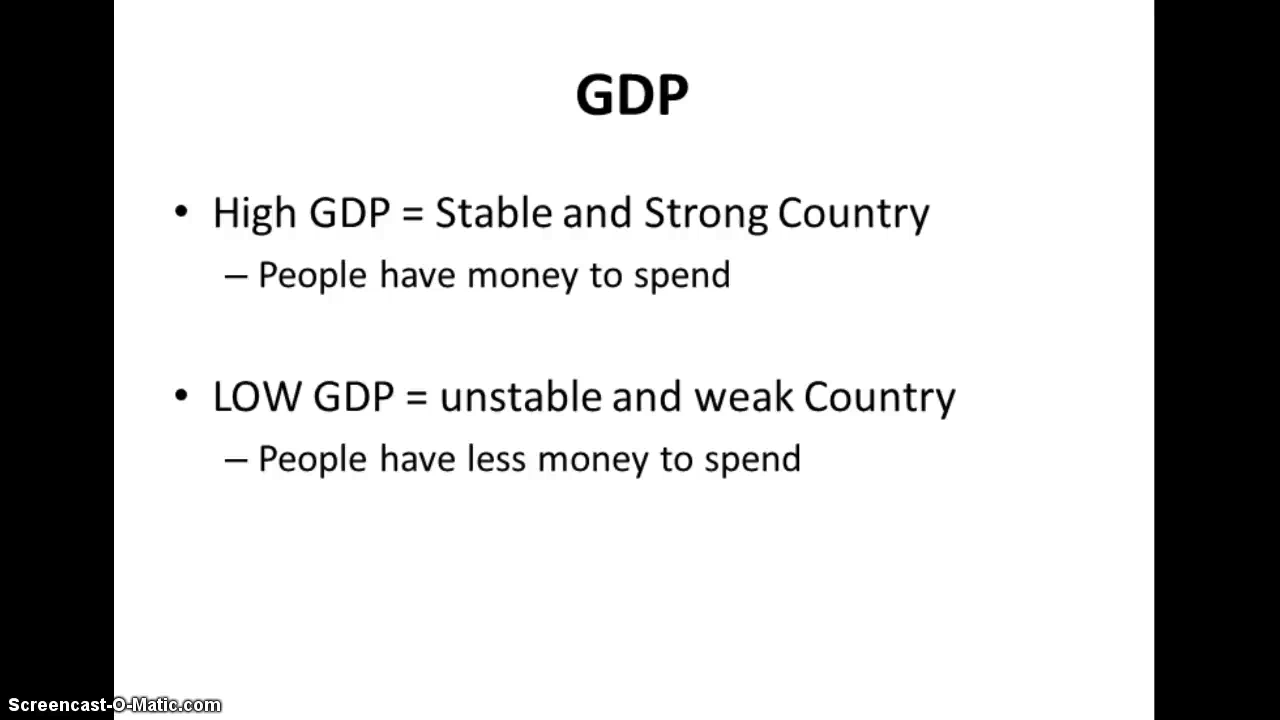 GDP
• High GDP = Stable and Strong Country
– People have money to spend
• LOW GDP = unstable and weak Country
– People have less money to spend
Screencast-O-Matic.com